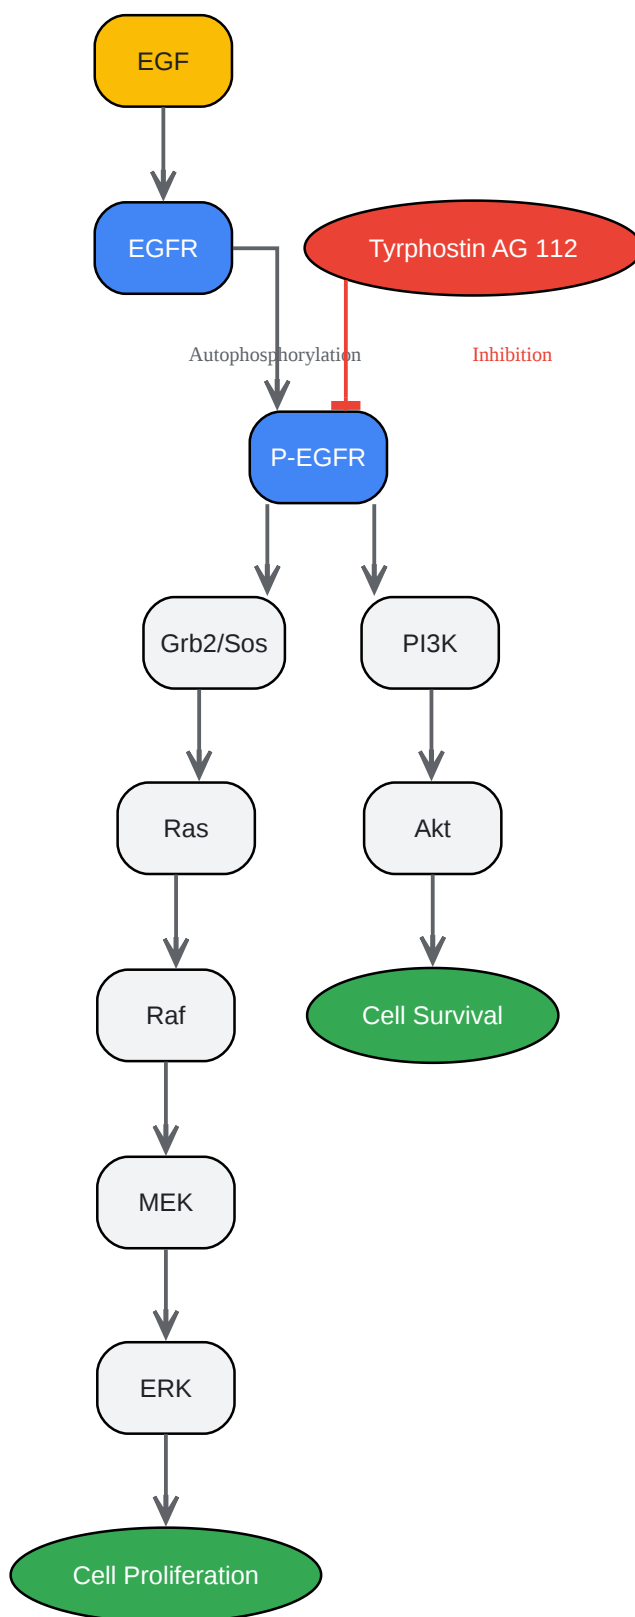 EGF
EGFR
Tyrphostin AG 112
Autophosphorylation
Inhibition
P-EGFR
Grb2/Sos
PI3K
Ras
Akt
Raf
Cell Survival
MEK
ERK
Cell Proliferation